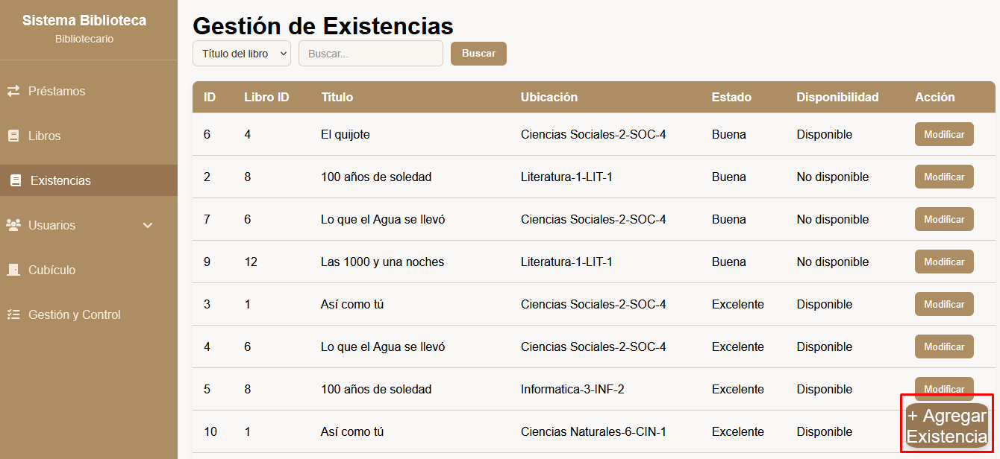 Sistema Biblioteca
Bibliotecario
Préstamos
Libros
Existencias
Usuarios
Cubículo
Gestión y Control
Gestión de Existencias
Título del libro Buscar... Buscar
ID Libro ID Título Ubicación Estado Disponibilidad Acción
6 4 El quijote Ciencias Sociales-2-SOC-4 Buena Disponible Modificar
2 8 100 años de soledad Literatura-1-LIT-1 Buena No disponible Modificar
7 6 Lo que el Agua se llevó Ciencias Sociales-2-SOC-4 Buena No disponible Modificar
9 12 Las 1000 y una noches Literatura-1-LIT-1 Buena No disponible Modificar
3 1 Así como tú Ciencias Sociales-2-SOC-4 Excelente Disponible Modificar
4 6 Lo que el Agua se llevó Ciencias Sociales-2-SOC-4 Excelente Disponible Modificar
5 8 100 años de soledad Informatica-3-INF-2 Excelente Disponible Modificar
10 1 Así como tú Ciencias Naturales-6-CIN-1 Excelente Disponible
+ Agregar
Existencia